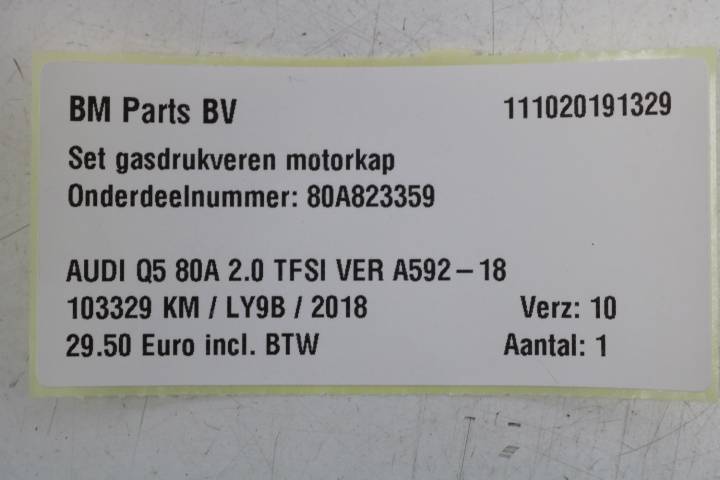 BM Parts BV 111020191329
Set gasdrukveren motorkap
Onderdeelnummer: 80A823359
AUDI Q5 80A 2.0 TFSI VER A592 – 18
103329 KM / LY9B / 2018 Verz: 10
29.50 Euro incl. BTW Aantal: 1